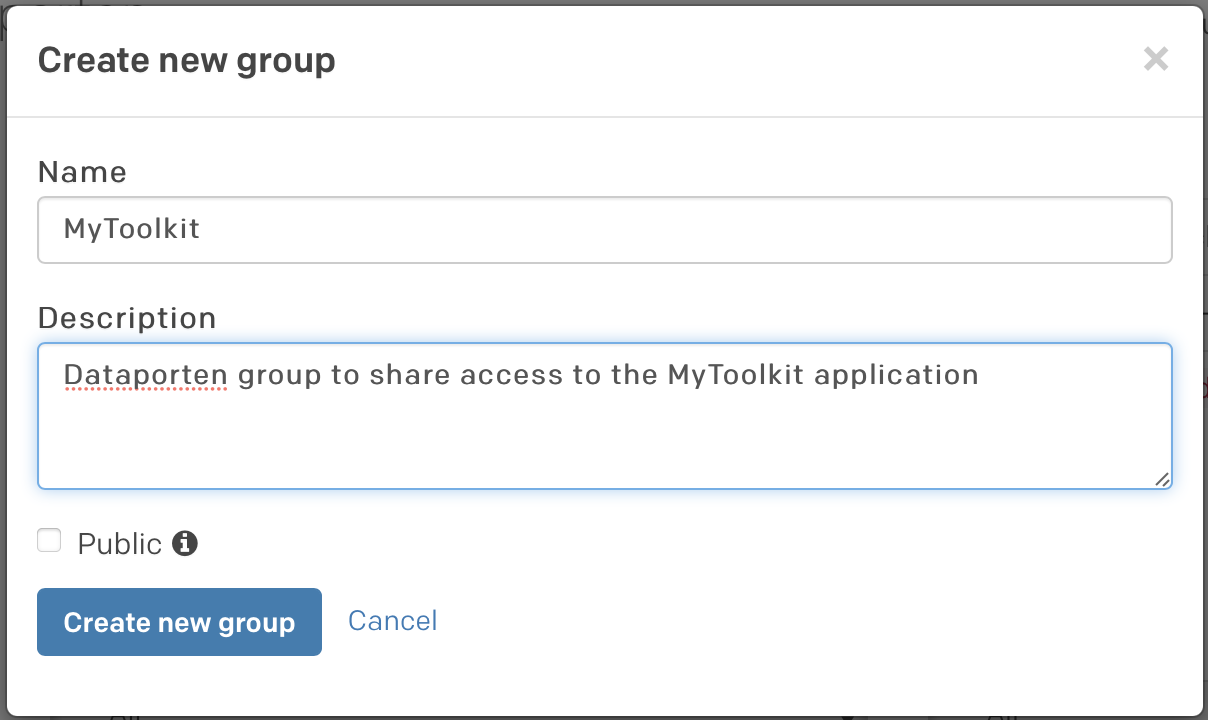 Create new group
Name
MyToolkit
Description
Dataporten group to share access to the MyToolkit application
Public
Create new group
Cancel